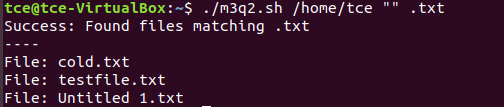 tce@tce-VirtualBox:~$ ./m3q2.sh /home/tce "" .txt
Success: Found files matching .txt
----
File: cold.txt
File: testfile.txt
File: Untitled 1.txt